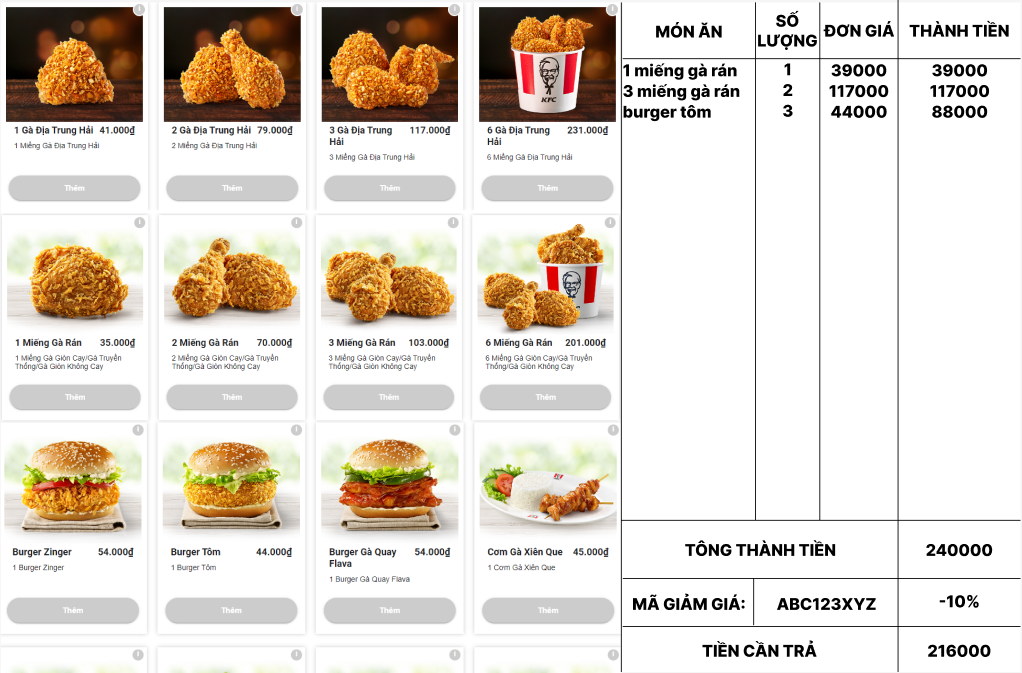 1 Gà Địa Trung Hải 41.000₫
1 Miếng Gà Địa Trung Hải
Thêm
2 Gà Địa Trung Hải 79.000₫
2 Miếng Gà Địa Trung Hải
Thêm
3 Gà Địa Trung 117.000₫
Hải
3 Miếng Gà Địa Trung Hải
Thêm
KFC
6 Gà Địa Trung 231.000₫
Hải
6 Miếng Gà Địa Trung Hải
Thêm
1 Miếng Gà Rán 35.000₫
1 Miếng Gà Giòn Cay/Gà Truyền
Thống/Gà Giòn Không Cay
Thêm
2 Miếng Gà Rán 70.000₫
2 Miếng Gà Giòn Cay/Gà Truyền
Thống/Gà Giòn Không Cay
Thêm
3 Miếng Gà Rán 103.000₫
3 Miếng Gà Giòn Cay/Gà Truyền
Thống/Gà Giòn Không Cay
Thêm
6 Miếng Gà Rán 201.000₫
6 Miếng Gà Giòn Cay/Gà Truyền
Thống/Gà Giòn Không Cay
Thêm
Burger Zinger 54.000₫
1 Burger Zinger
Thêm
Burger Tôm 44.000₫
1 Burger Tôm
Thêm
Burger Gà Quay 54.000₫
Flava
1 Burger Gà Quay Flava
Thêm
Cơm Gà Xiên Que 45.000₫
1 Cơm Gà Xiên Que
Thêm
MÓN ĂN SỐ LƯỢNG ĐƠN GIÁ THÀNH TIỀN
1 miếng gà rán 1 39000 39000
3 miếng gà rán 2 117000 117000
burger tôm 3 44000 88000
TỔNG THÀNH TIỀN 240000
MÃ GIẢM GIÁ: ABC123XYZ -10%
TIỀN CẦN TRẢ 216000